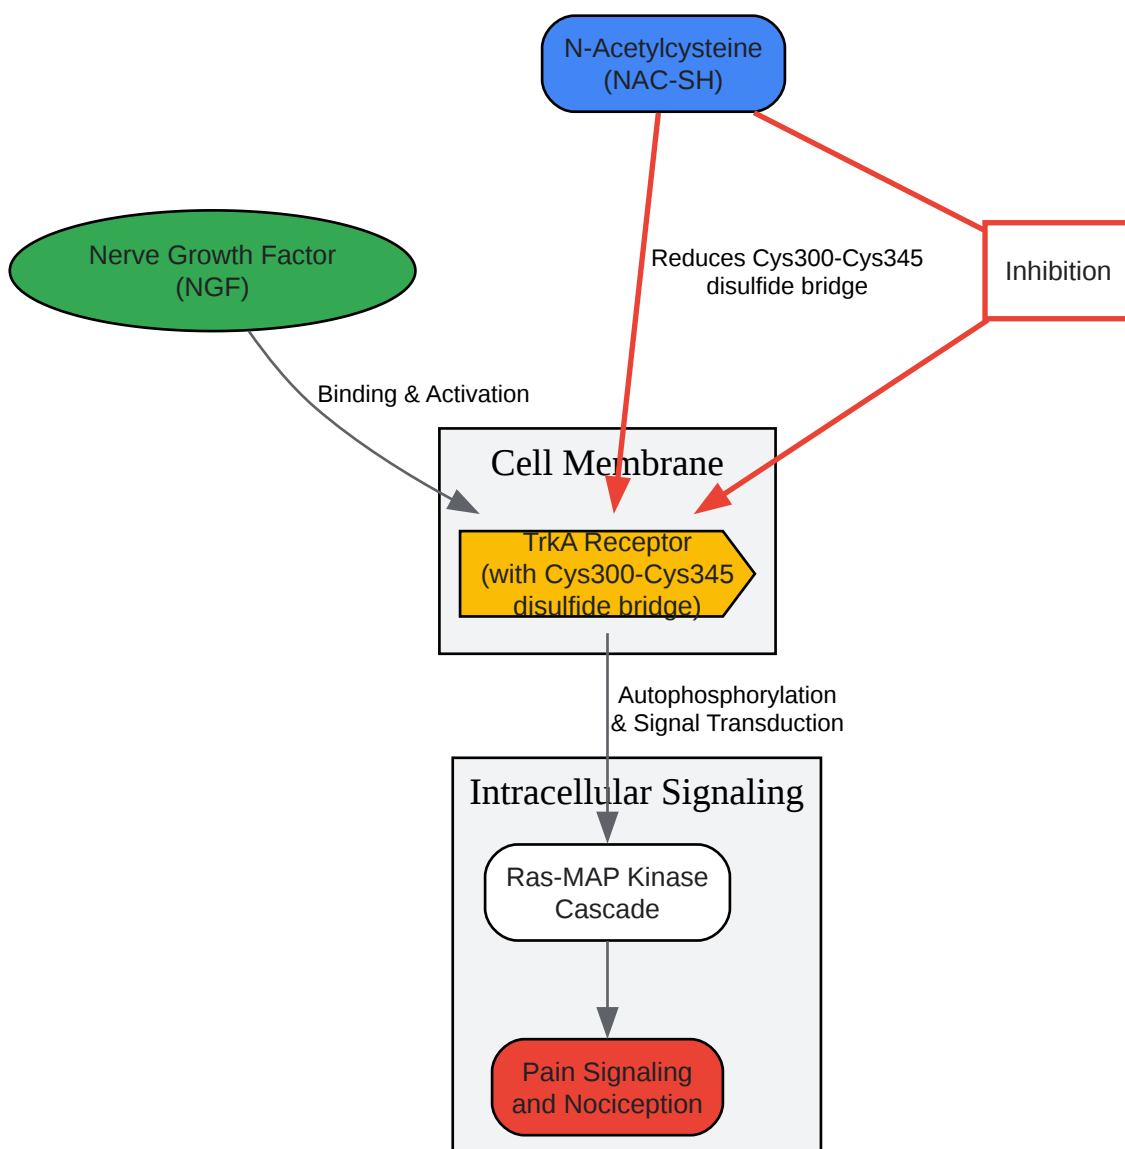 N-Acetylcysteine
(NAC-SH)
Nerve Growth Factor
(NGF)
Reduces Cys300-Cys345
disulfide bridge
Inhibition
Binding & Activation
Cell Membrane
TrkA Receptor
(with Cys300-Cys345
disulfide bridge)
Autophosphorylation
& Signal Transduction
Intracellular Signaling
Ras-MAP Kinase
Cascade
Pain Signaling
and Nociception